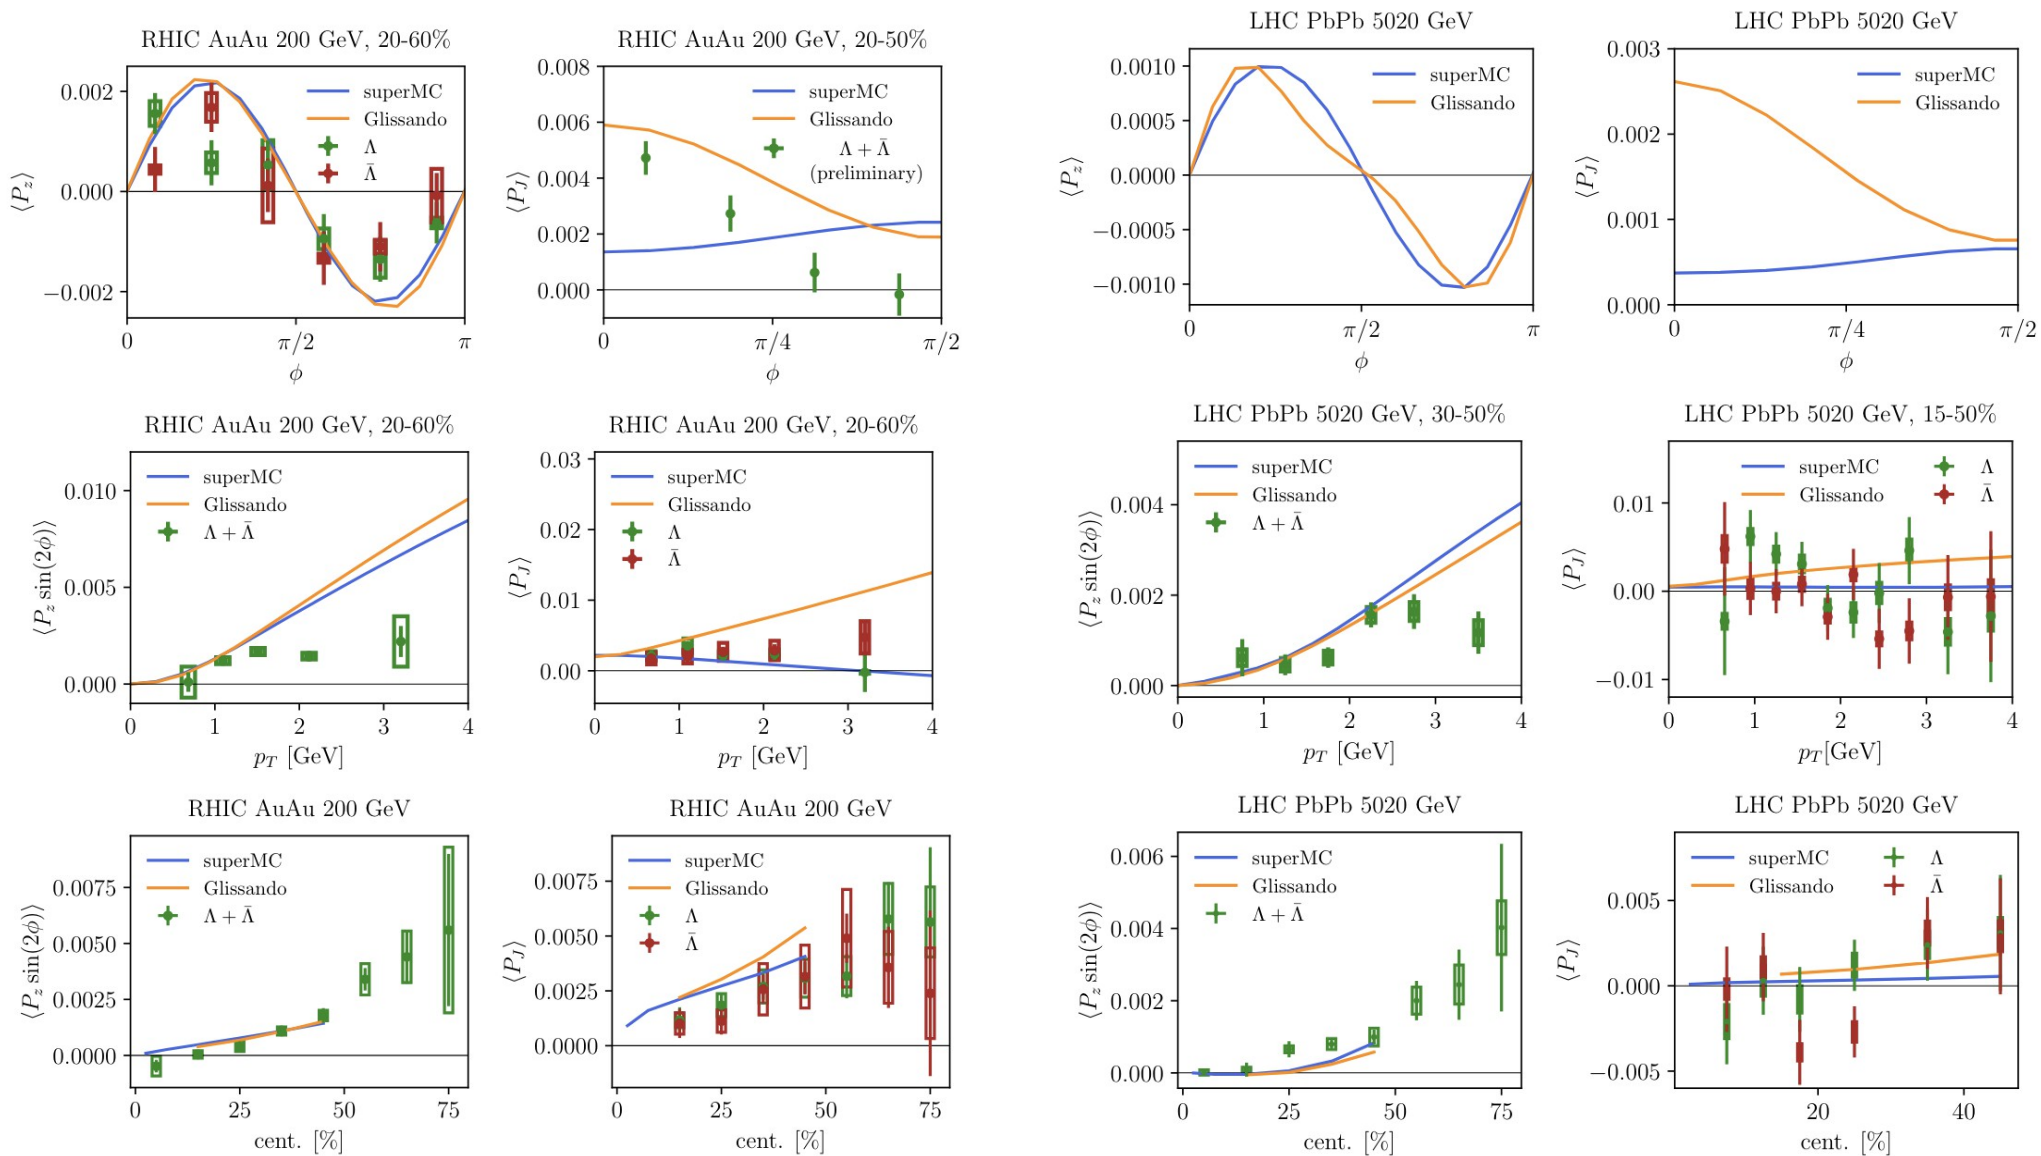 RHIC AuAu 200 GeV, 20-60%
⟨P_z⟩
0.002
0.000
−0.002
superMC
Glissando
Λ
Λ̄
0
π/2
π
ϕ
RHIC AuAu 200 GeV, 20-50%
⟨P_J⟩
0.008
0.006
0.004
0.002
0.000
superMC
Glissando
Λ + Λ̄
(preliminary)
0
π/4
π/2
ϕ
LHC PbPb 5020 GeV
⟨P_z⟩
0.0010
0.0005
0.0000
−0.0005
−0.0010
superMC
Glissando
0
π/2
π
ϕ
LHC PbPb 5020 GeV
⟨P_J⟩
0.003
0.002
0.001
0.000
superMC
Glissando
0
π/4
π/2
ϕ
RHIC AuAu 200 GeV, 20-60%
⟨P_z sin(2ϕ)⟩
0.010
0.005
0.000
superMC
Glissando
Λ + Λ̄
0 1 2 3 4
p_T [GeV]
RHIC AuAu 200 GeV, 20-60%
⟨P_J⟩
0.03
0.02
0.01
0.00
superMC
Glissando
Λ
Λ̄
0 1 2 3 4
p_T [GeV]
LHC PbPb 5020 GeV, 30-50%
⟨P_z sin(2ϕ)⟩
0.004
0.002
0.000
superMC
Glissando
Λ + Λ̄
0 1 2 3 4
p_T [GeV]
LHC PbPb 5020 GeV, 15-50%
⟨P_J⟩
0.01
0.00
−0.01
superMC
Glissando
Λ
Λ̄
0 1 2 3 4
p_T[GeV]
RHIC AuAu 200 GeV
⟨P_z sin(2ϕ)⟩
0.0075
0.0050
0.0025
0.0000
superMC
Glissando
Λ + Λ̄
0 25 50 75
cent. [%]
RHIC AuAu 200 GeV
⟨P_J⟩
0.0075
0.0050
0.0025
0.0000
superMC
Glissando
Λ
Λ̄
0 25 50 75
cent. [%]
LHC PbPb 5020 GeV
⟨P_z sin(2ϕ)⟩
0.006
0.004
0.002
0.000
superMC
Glissando
Λ + Λ̄
0 25 50 75
cent. [%]
LHC PbPb 5020 GeV
⟨P_J⟩
0.005
0.000
−0.005
superMC
Glissando
Λ
Λ̄
20 40
cent. [%]